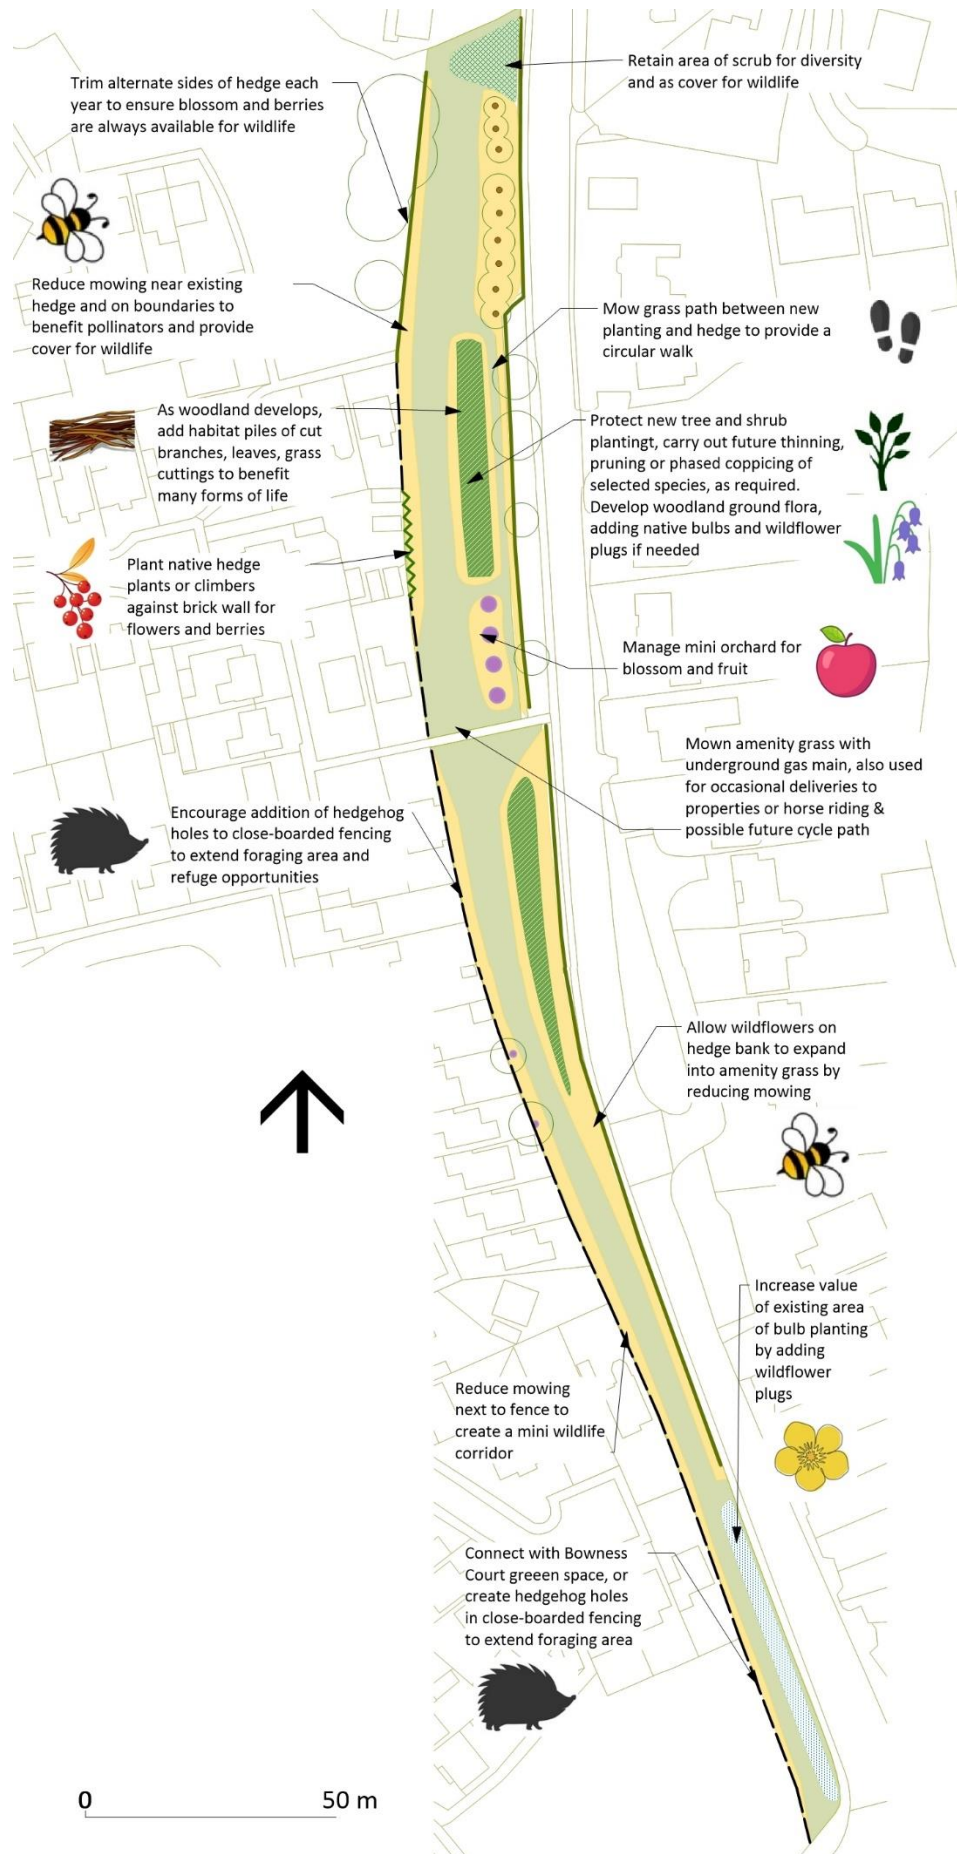 Retain area of scrub for diversity
and as cover for wildlife
Trim alternate sides of hedge each
year to ensure blossom and berries
are always available for wildlife
Reduce mowing near existing
hedge and on boundaries to
benefit pollinators and provide
cover for wildlife
Mow grass path between new
planting and hedge to provide a
circular walk
As woodland develops,
add habitat piles of cut
branches, leaves, grass
cuttings to benefit
many forms of life
Protect new tree and shrub
plantingt, carry out future thinning,
pruning or phased coppicing of
selected species, as required.
Develop woodland ground flora,
adding native bulbs and wildflower
plugs if needed
Plant native hedge
plants or climbers
against brick wall for
flowers and berries
Manage mini orchard for
blossom and fruit
Mown amenity grass with
underground gas main, also used
for occasional deliveries to
properties or horse riding &
possible future cycle path
Encourage addition of hedgehog
holes to close-boarded fencing
to extend foraging area and
refuge opportunities
Allow wildflowers on
hedge bank to expand
into amenity grass by
reducing mowing
Increase value
of existing area
of bulb planting
by adding
wildflower
plugs
Reduce mowing
next to fence to
create a mini wildlife
corridor
Connect with Bowness
Court greeen space, or
create hedgehog holes
in close-boarded fencing
to extend foraging area
0 50 m